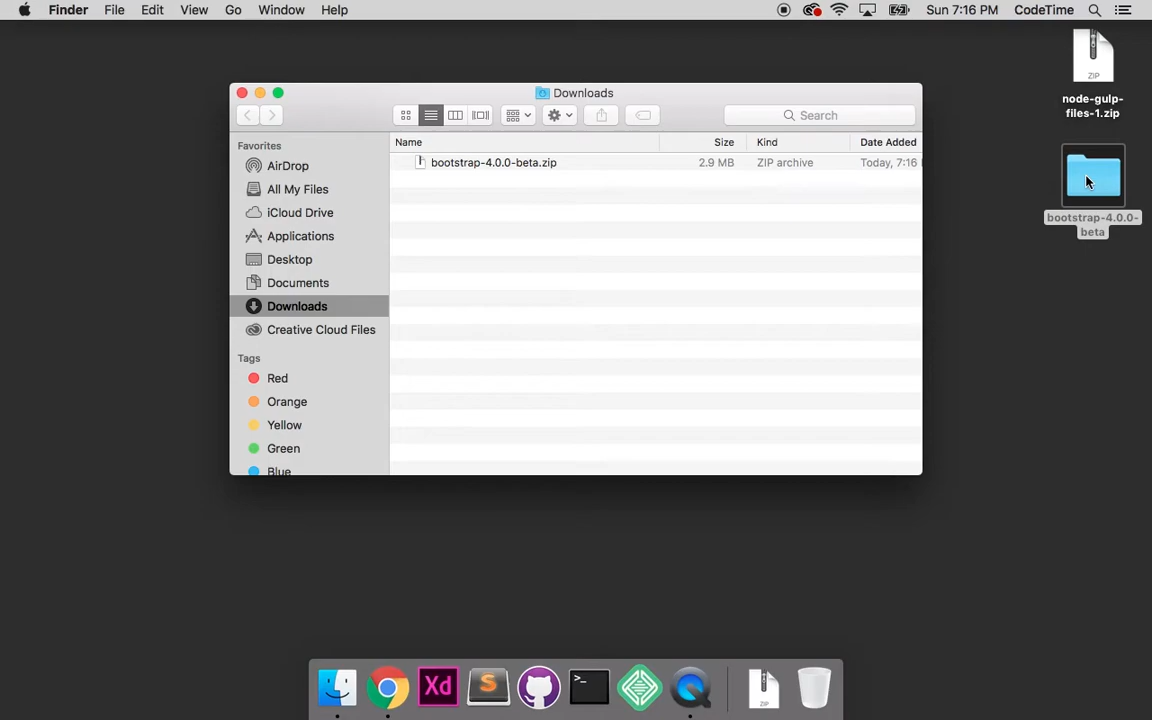 Finder File Edit View Go Window Help Sun 7:16 PM CodeTime
ZIP
node-gulp-
files-1.zip
bootstrap-4.0.0-
beta
Downloads
Search
Favorites
AirDrop
All My Files
iCloud Drive
Applications
Desktop
Documents
Downloads
Creative Cloud Files
Tags
Red
Orange
Yellow
Green
Blue
Name Size Kind Date Added
bootstrap-4.0.0-beta.zip 2.9 MB ZIP archive Today, 7:16
Xd
S
>_
ZIP